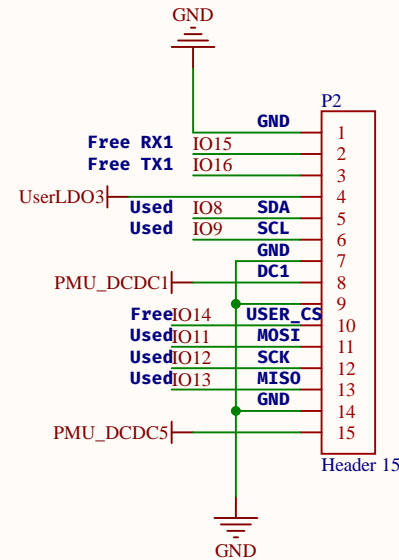 GND
P2
GND 1
Free RX1 IO15 2
Free TX1 IO16 3
UserLDO3 4
Used IO8 SDA 5
Used IO9 SCL 6
GND 7
PMU_DCDC1 DC1 8
9
Free IO14 USER_CS 10
Used IO11 MOSI 11
Used IO12 SCK 12
Used IO13 MISO 13
GND 14
PMU_DCDC5 15
Header 15
GND